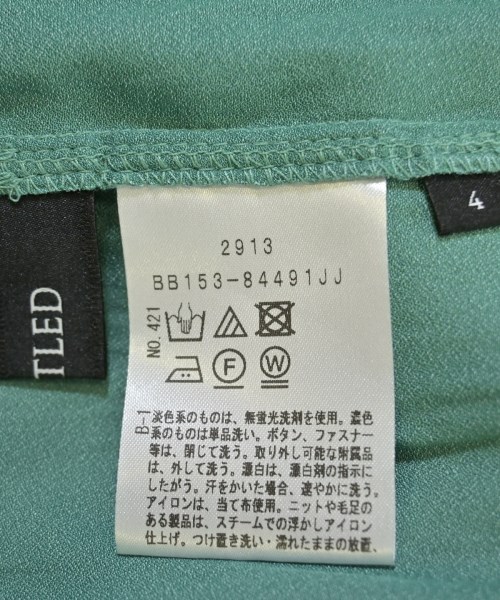 2913
BB153-84491JJ
NO.421
F
W
B-1
淡色系のものは、無蛍光洗剤を使用。濃色
系のものは単品洗い。ボタン、ファスナー
等は、閉じて洗う。取り外し可能な附属品
は、外して洗う。漂白は、漂白剤の指示に
したがう。汗をかいた場合、速やかに洗う。
アイロンは、当て布使用。ニットや毛足の
ある製品は、スチームでの浮かしアイロン
仕上げ。つけ置き洗い・濡れたままの放置、
TLED
4